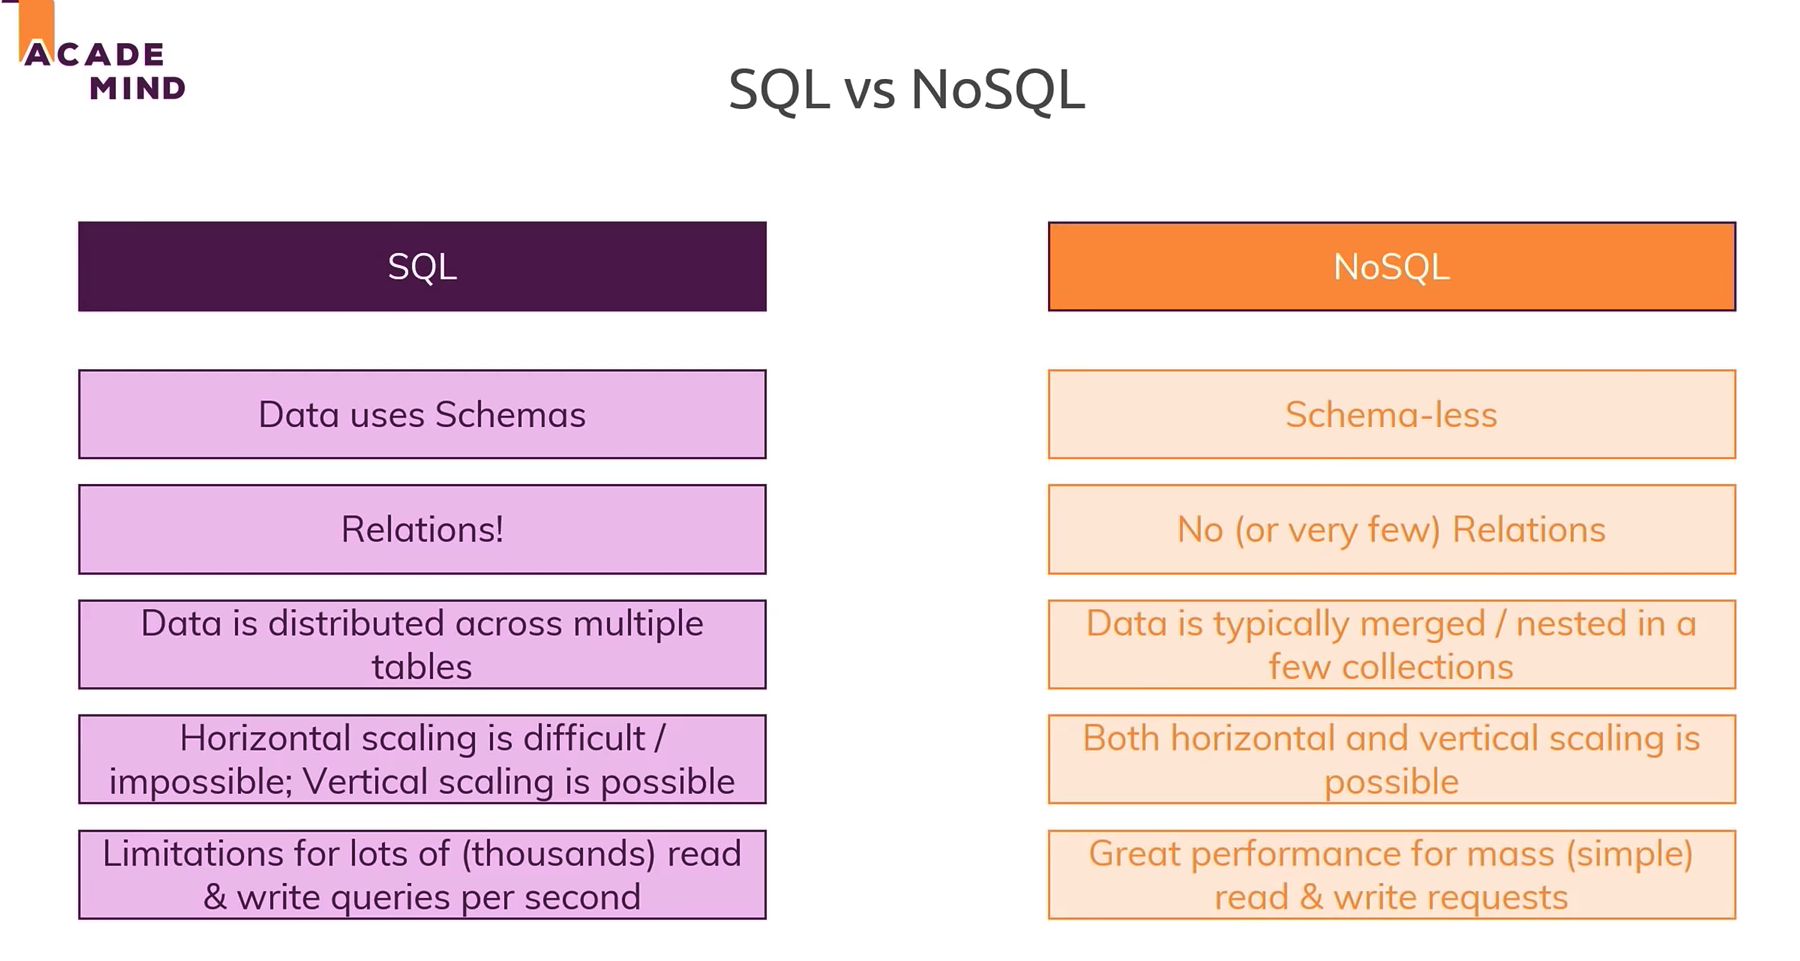 ACADE
MIND
SQL vs NoSQL
SQL
NoSQL
Data uses Schemas
Schema-less
Relations!
No (or very few) Relations
Data is distributed across multiple
tables
Data is typically merged / nested in a
few collections
Horizontal scaling is difficult /
impossible; Vertical scaling is possible
Both horizontal and vertical scaling is
possible
Limitations for lots of (thousands) read
& write queries per second
Great performance for mass (simple)
read & write requests